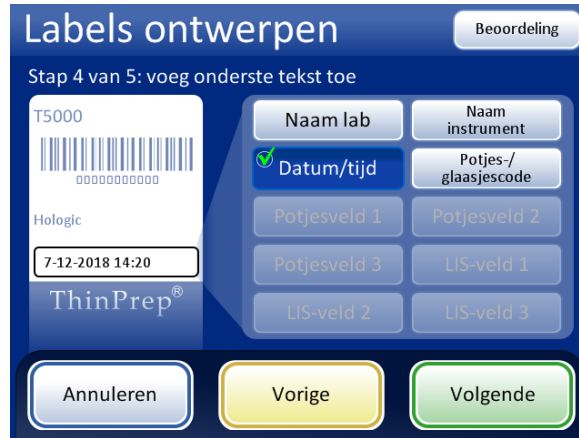 Labels ontwerpen
Beoordeling
Stap 4 van 5: voeg onderste tekst toe
T5000
00000000000
Hologic
7-12-2018 14:20
ThinPrep®
Naam lab
Naam
instrument
Datum/tijd
Potjes-/
glaasjescode
Potjesveld 1
Potjesveld 2
Potjesveld 3
LIS-veld 1
LIS-veld 2
LIS-veld 3
Annuleren
Vorige
Volgende